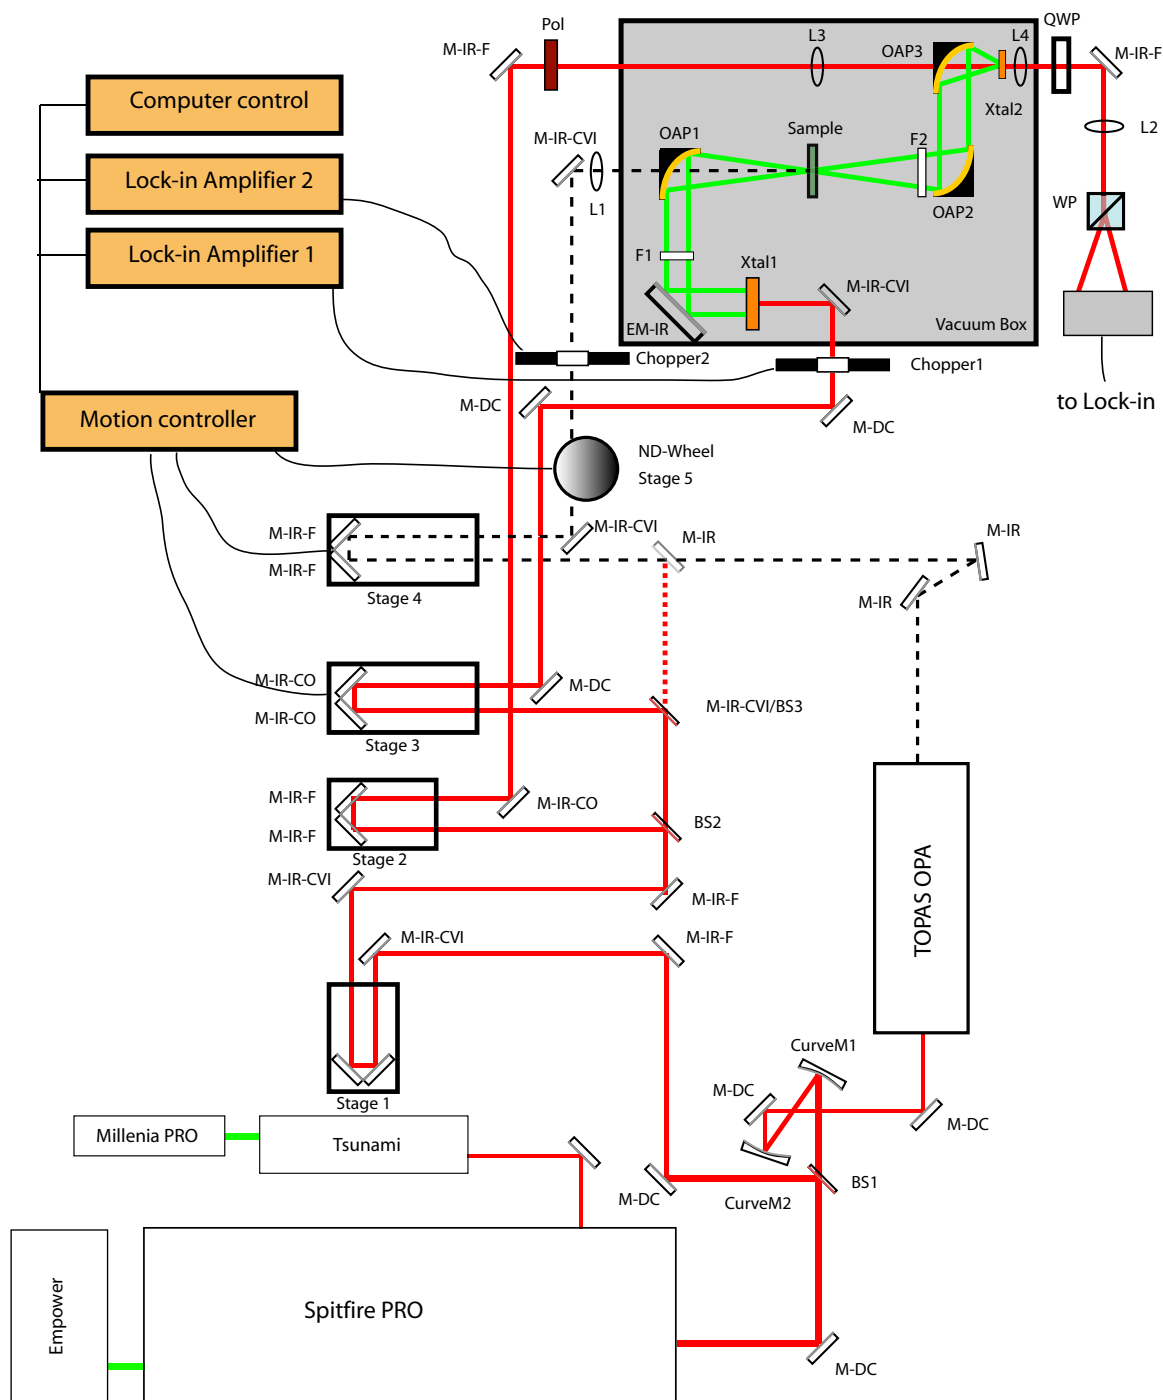 Pol
M-IR-F
L3
OAP3
L4
QWP
M-IR-F
Computer control
Xtal2
M-IR-CVI
OAP1
Sample
F2
L2
Lock-in Amplifier 2
L1
OAP2
WP
Lock-in Amplifier 1
F1
Xtal1
M-IR-CVI
EM-IR
Vacuum Box
Chopper2
Chopper1
M-DC
to Lock-in
Motion controller
M-DC
ND-Wheel
Stage 5
M-IR-F
M-IR-CVI
M-IR
M-IR
M-IR-F
Stage 4
M-IR
M-IR-CO
M-DC
M-IR-CO
M-IR-CVI/BS3
Stage 3
M-IR-F
M-IR-CO
M-IR-F
BS2
Stage 2
M-IR-CVI
M-IR-F
TOPAS OPA
M-IR-CVI
M-IR-F
CurveM1
M-DC
Stage 1
M-DC
Millenia PRO
Tsunami
M-DC
BS1
CurveM2
Empower
Spitfire PRO
M-DC